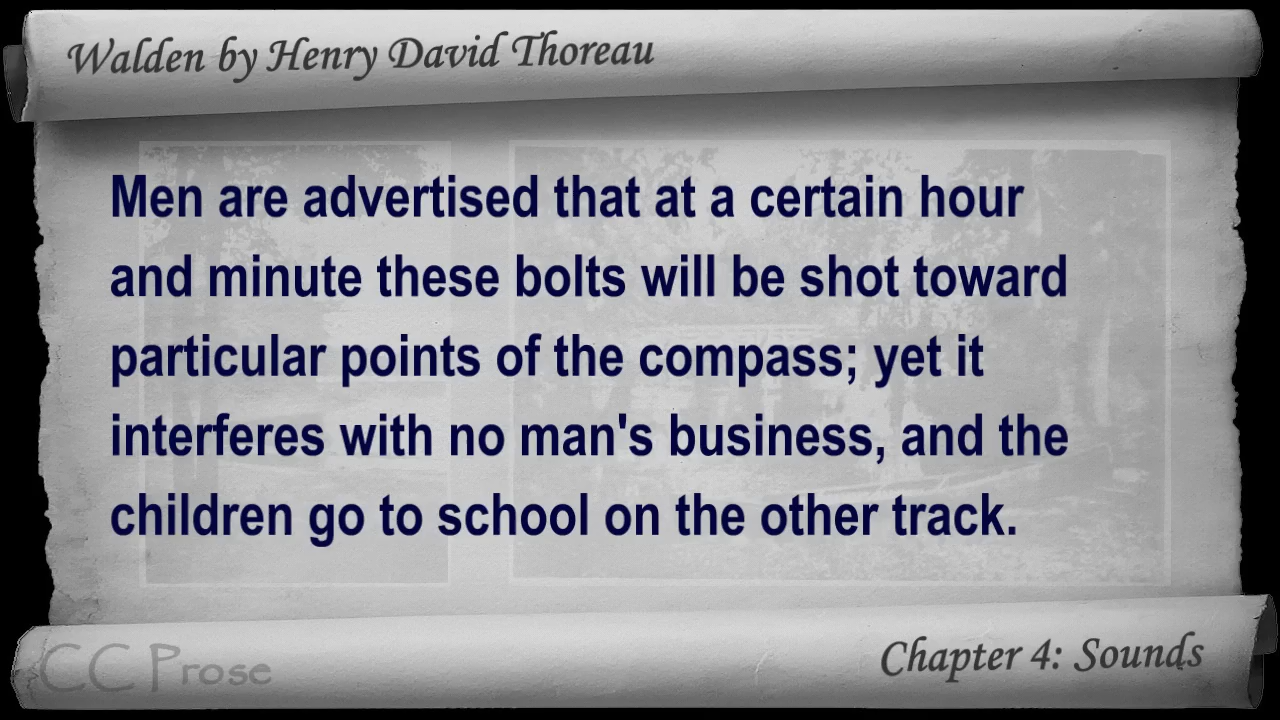 Walden by Henry David Thoreau
Men are advertised that at a certain hour
and minute these bolts will be shot toward
particular points of the compass; yet it
interferes with no man's business, and the
children go to school on the other track.
CC Prose
Chapter 4: Sounds